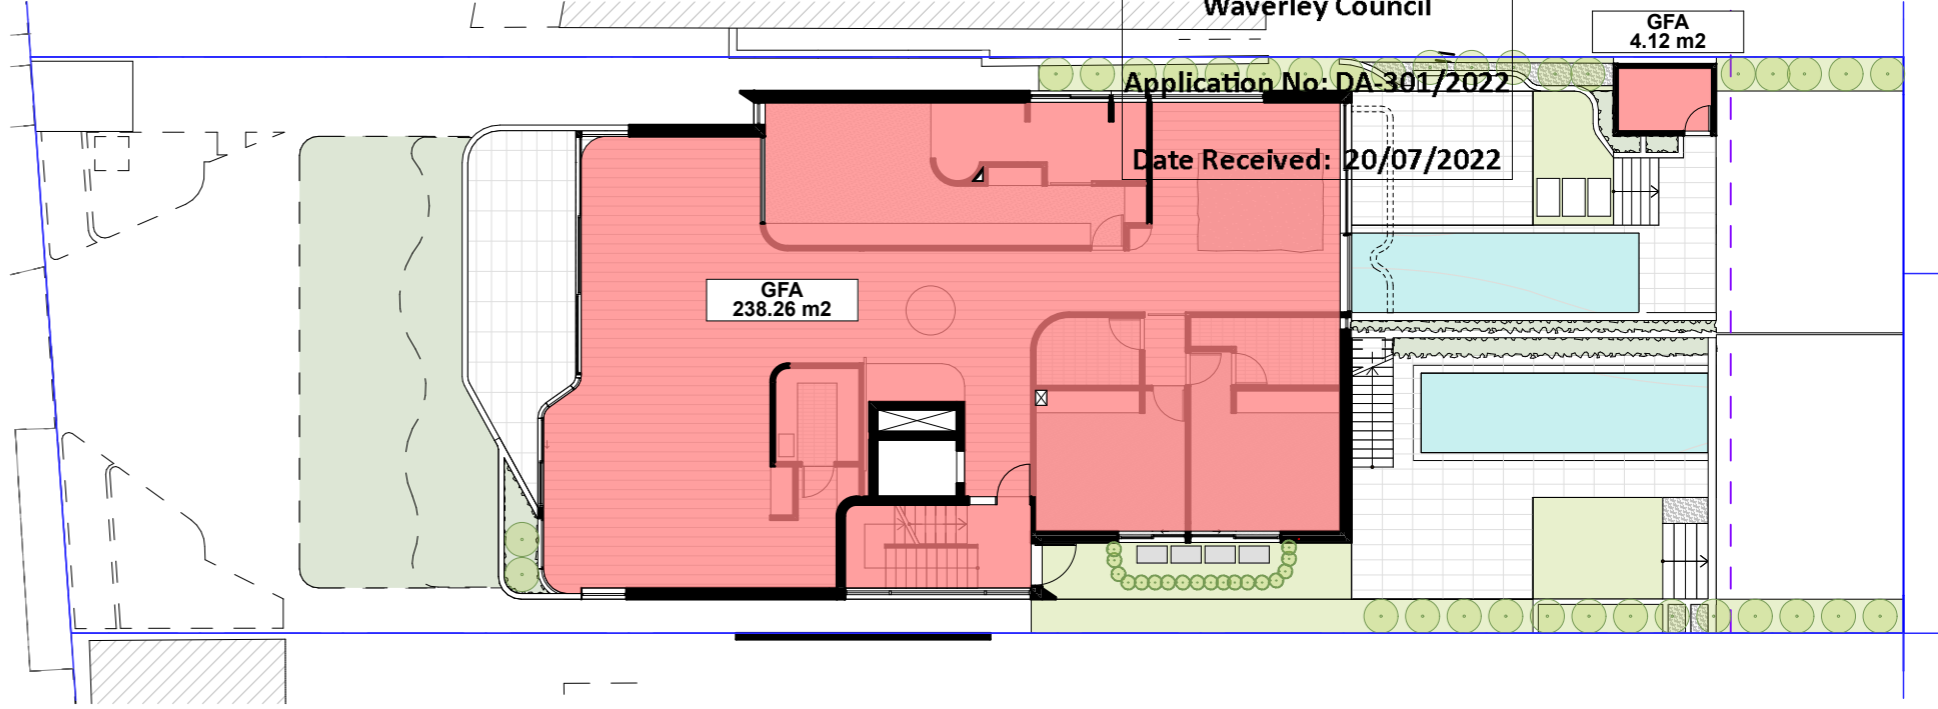 Waverley Council
GFA
4.12 m2
Application No: DA-301/2022
Date Received: 20/07/2022
GFA
238.26 m2